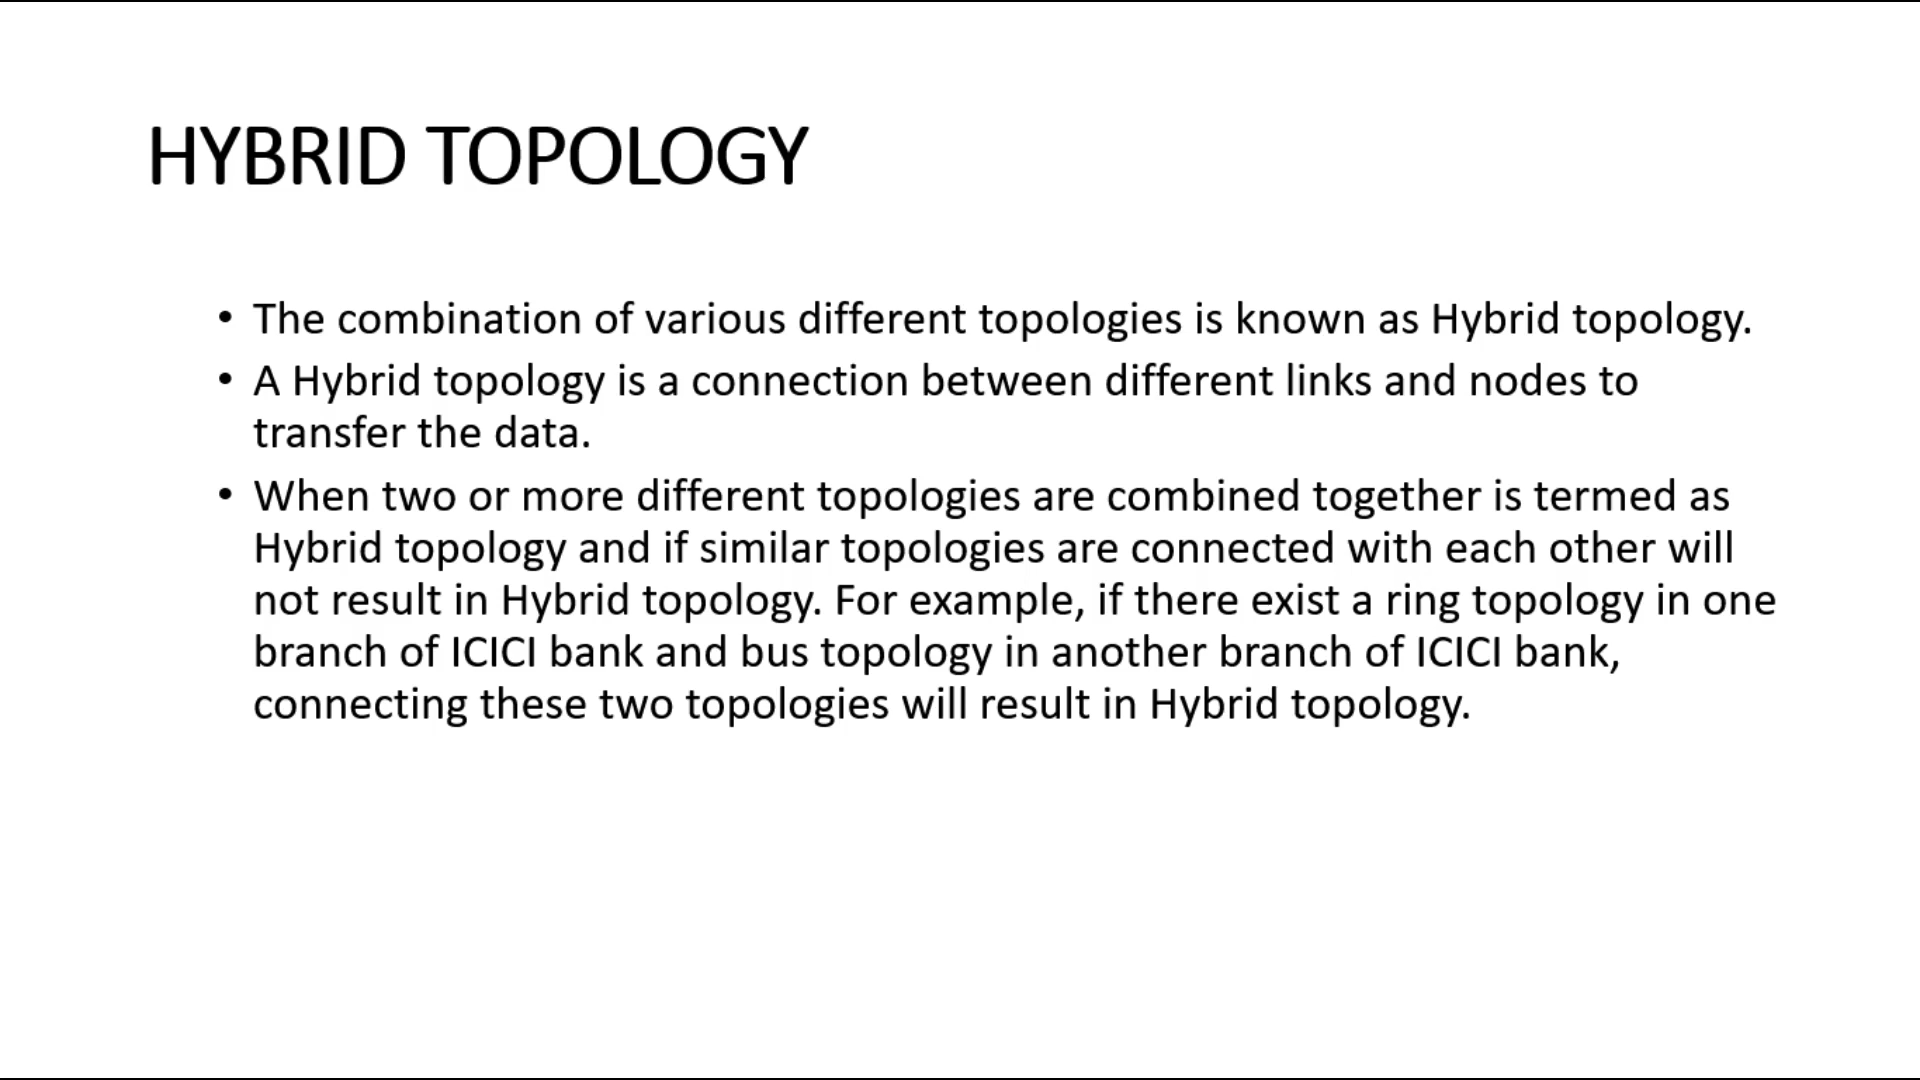 HYBRID TOPOLOGY
• The combination of various different topologies is known as Hybrid topology.
• A Hybrid topology is a connection between different links and nodes to
transfer the data.
• When two or more different topologies are combined together is termed as
Hybrid topology and if similar topologies are connected with each other will
not result in Hybrid topology. For example, if there exist a ring topology in one
branch of ICICI bank and bus topology in another branch of ICICI bank,
connecting these two topologies will result in Hybrid topology.